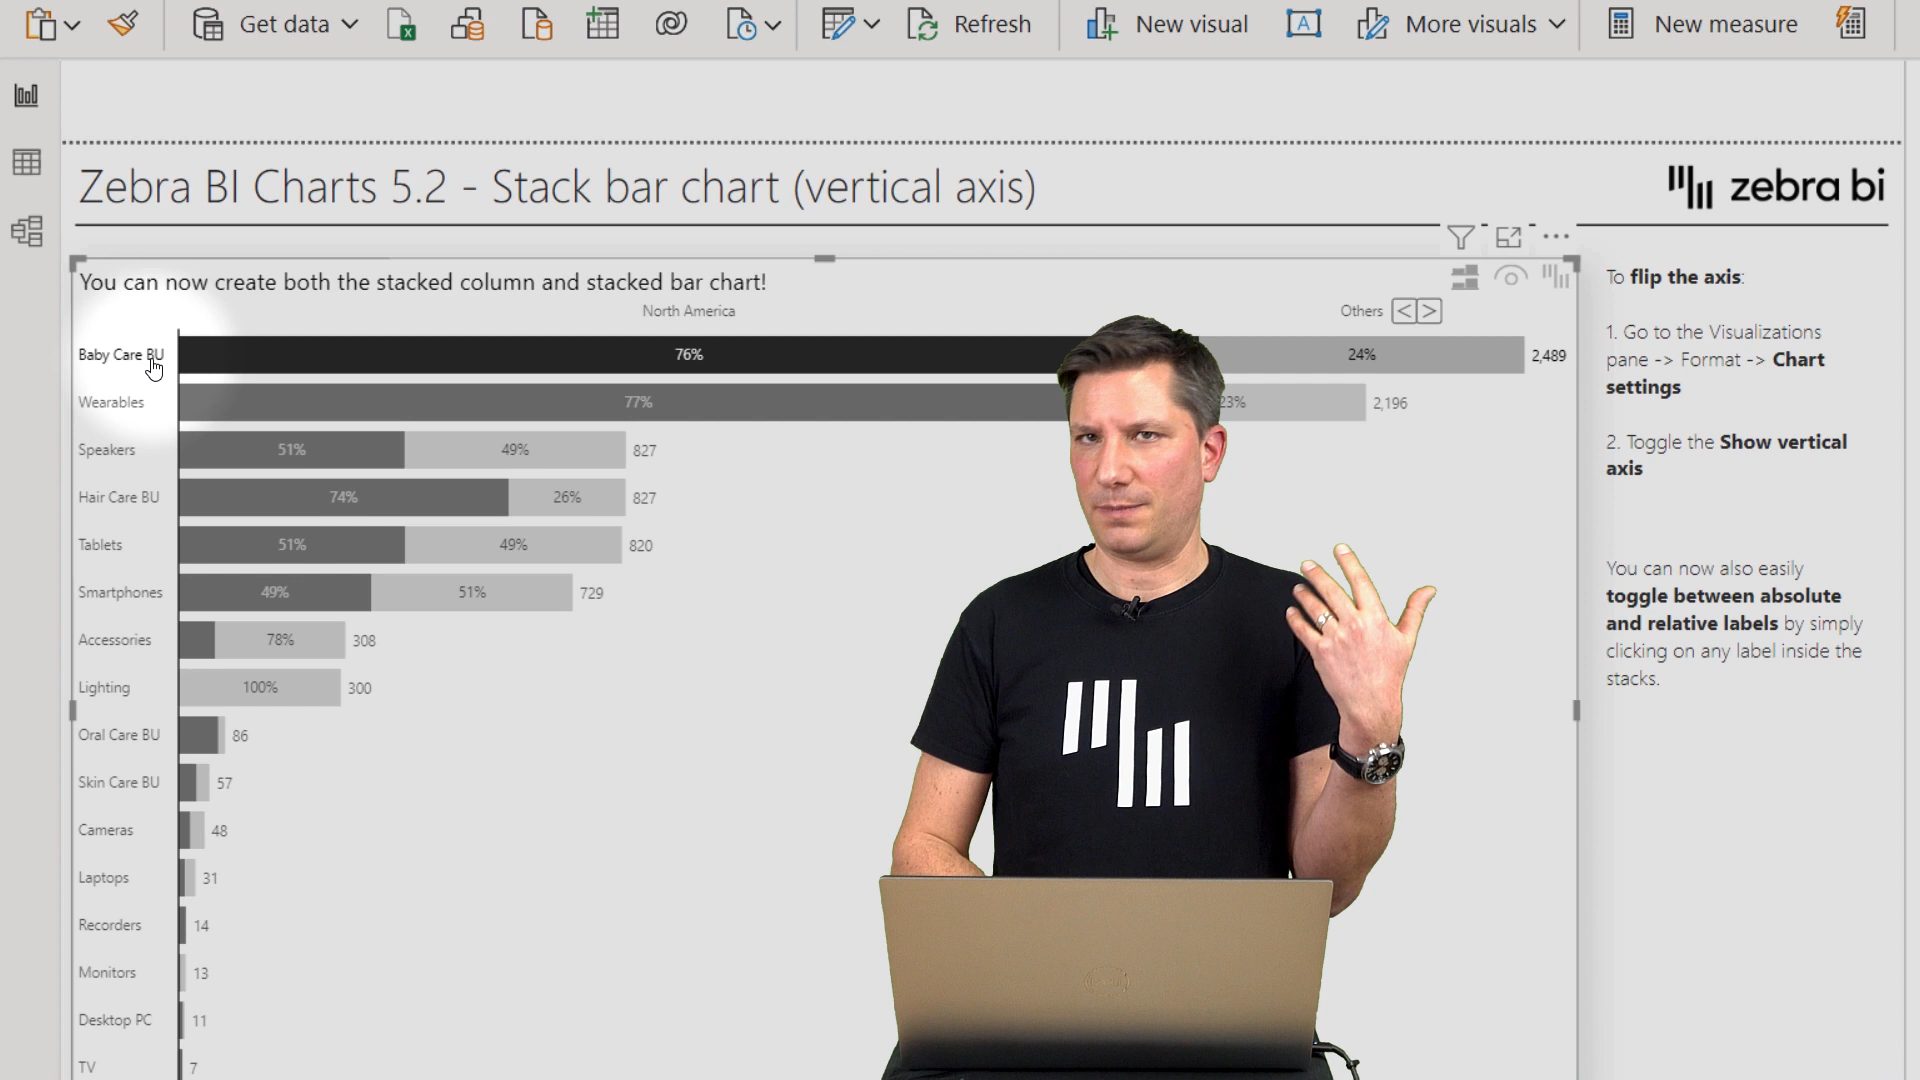 Get data
Refresh
New visual
A
More visuals
New measure
Zebra BI Charts 5.2 - Stack bar chart (vertical axis)
zebra bi
You can now create both the stacked column and stacked bar chart!
North America
Others < >
Baby Care BU 76% 24% 2,489
Wearables 77% 23% 2,196
Speakers 51% 49% 827
Hair Care BU 74% 26% 827
Tablets 51% 49% 820
Smartphones 49% 51% 729
Accessories 78% 308
Lighting 100% 300
Oral Care BU 86
Skin Care BU 57
Cameras 48
Laptops 31
Recorders 14
Monitors 13
Desktop PC 11
TV 7
To flip the axis:
1. Go to the Visualizations
pane -> Format -> Chart
settings
2. Toggle the Show vertical
axis
You can now also easily
toggle between absolute
and relative labels by simply
clicking on any label inside the
stacks.